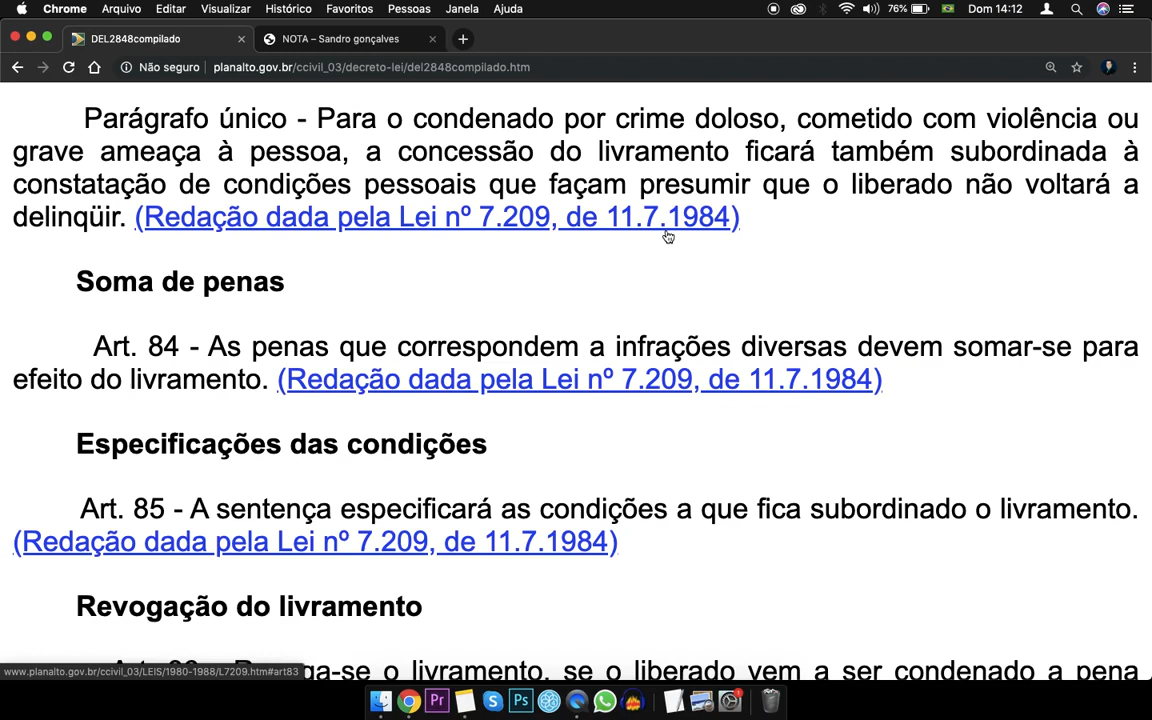 Chrome Arquivo Editar Visualizar Histórico Favoritos Pessoas Janela Ajuda 76% Dom 14:12
DEL2848compilado NOTA – Sandro gonçalves
Não seguro planalto.gov.br/ccivil_03/decreto-lei/del2848compilado.htm
Parágrafo único - Para o condenado por crime doloso, cometido com violência ou
grave ameaça à pessoa, a concessão do livramento ficará também subordinada à
constatação de condições pessoais que façam presumir que o liberado não voltará a
delinqüir. (Redação dada pela Lei nº 7.209, de 11.7.1984)
Soma de penas
Art. 84 - As penas que correspondem a infrações diversas devem somar-se para
efeito do livramento. (Redação dada pela Lei nº 7.209, de 11.7.1984)
Especificações das condições
Art. 85 - A sentença especificará as condições a que fica subordinado o livramento.
(Redação dada pela Lei nº 7.209, de 11.7.1984)
Revogação do livramento
se o livramento, se o liberado vem a ser condenado a pena
www.planalto.gov.br/ccivil_03/LEIS/1980-1988/L7209.htm#art83
Pr Ps 1